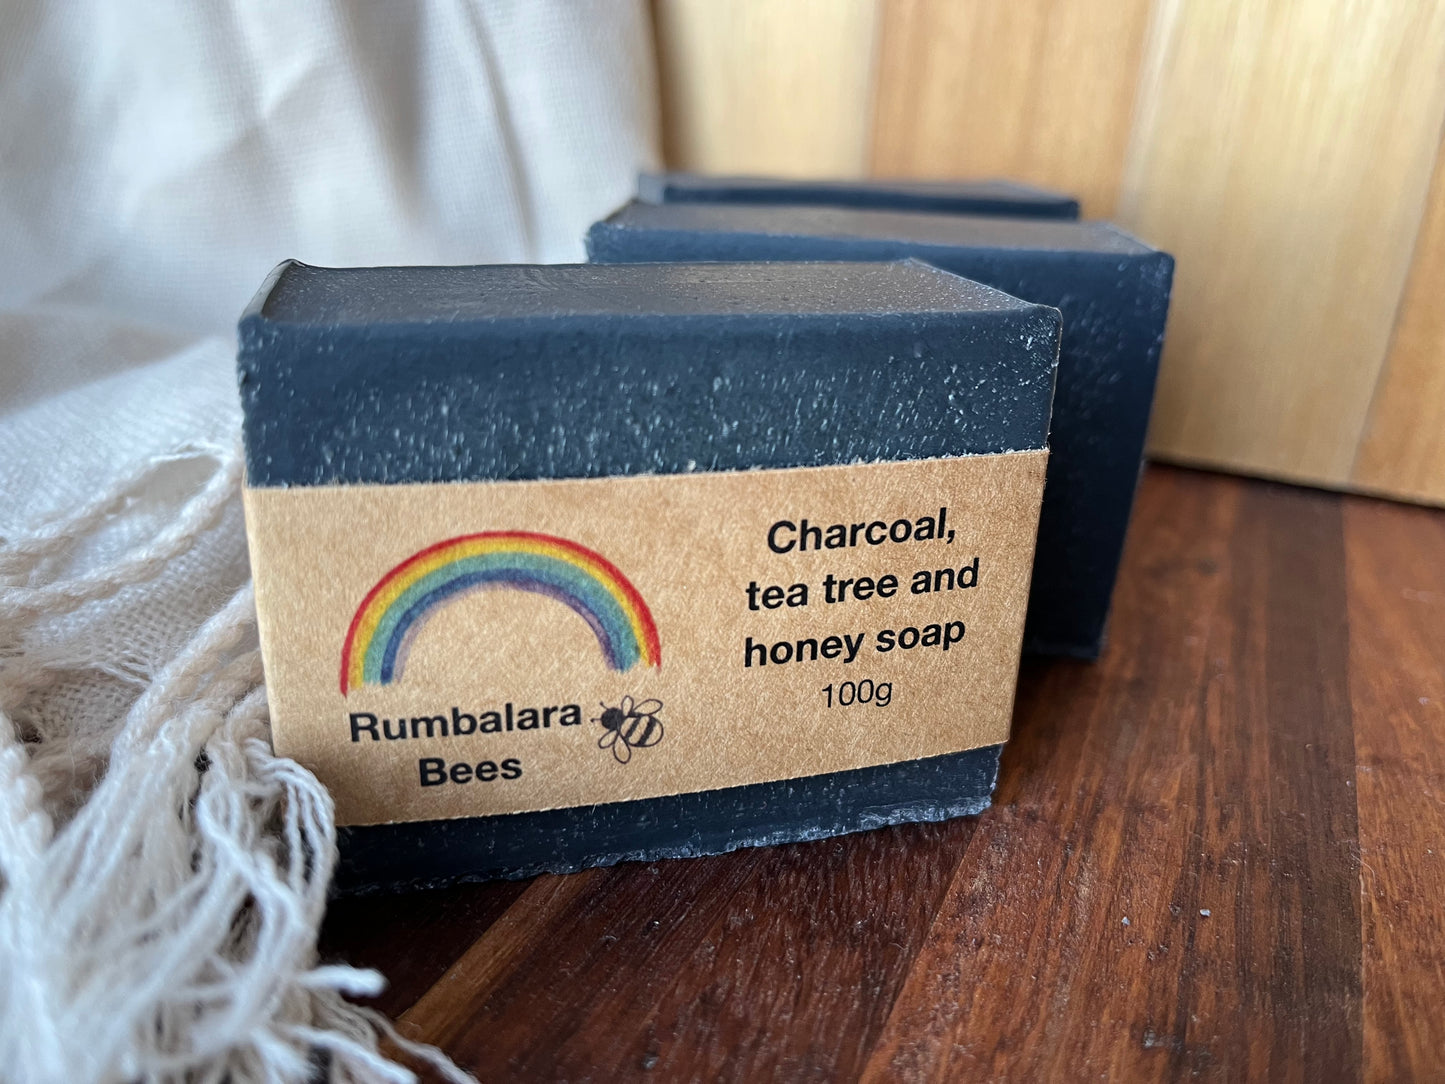 Rumbalara
Bees
Charcoal,
tea tree and
honey soap
100g